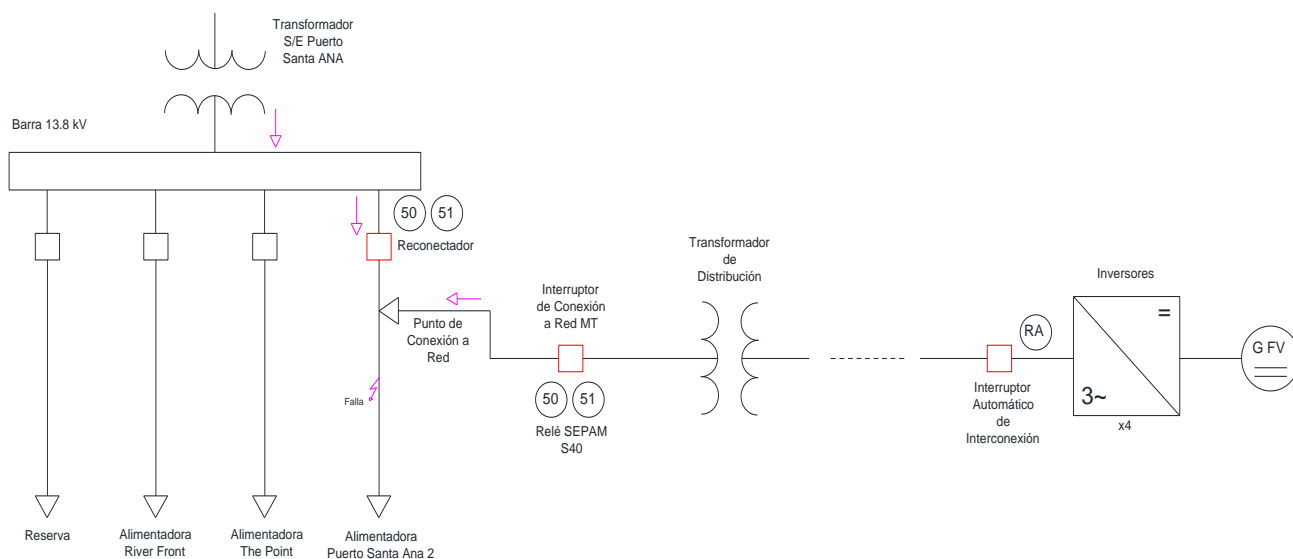 Transformador
S/E Puerto
Santa ANA
Barra 13.8 kV
50
51
Reconectador
Punto de
Conexión a
Red
Falla
Interruptor
de Conexión
a Red MT
50
51
Relé SEPAM
S40
Transformador
de
Distribución
RA
Interruptor
Automático
de
Interconexión
Inversores
=
3~
x4
G FV
Reserva
Alimentadora
River Front
Alimentadora
The Point
Alimentadora
Puerto Santa Ana 2